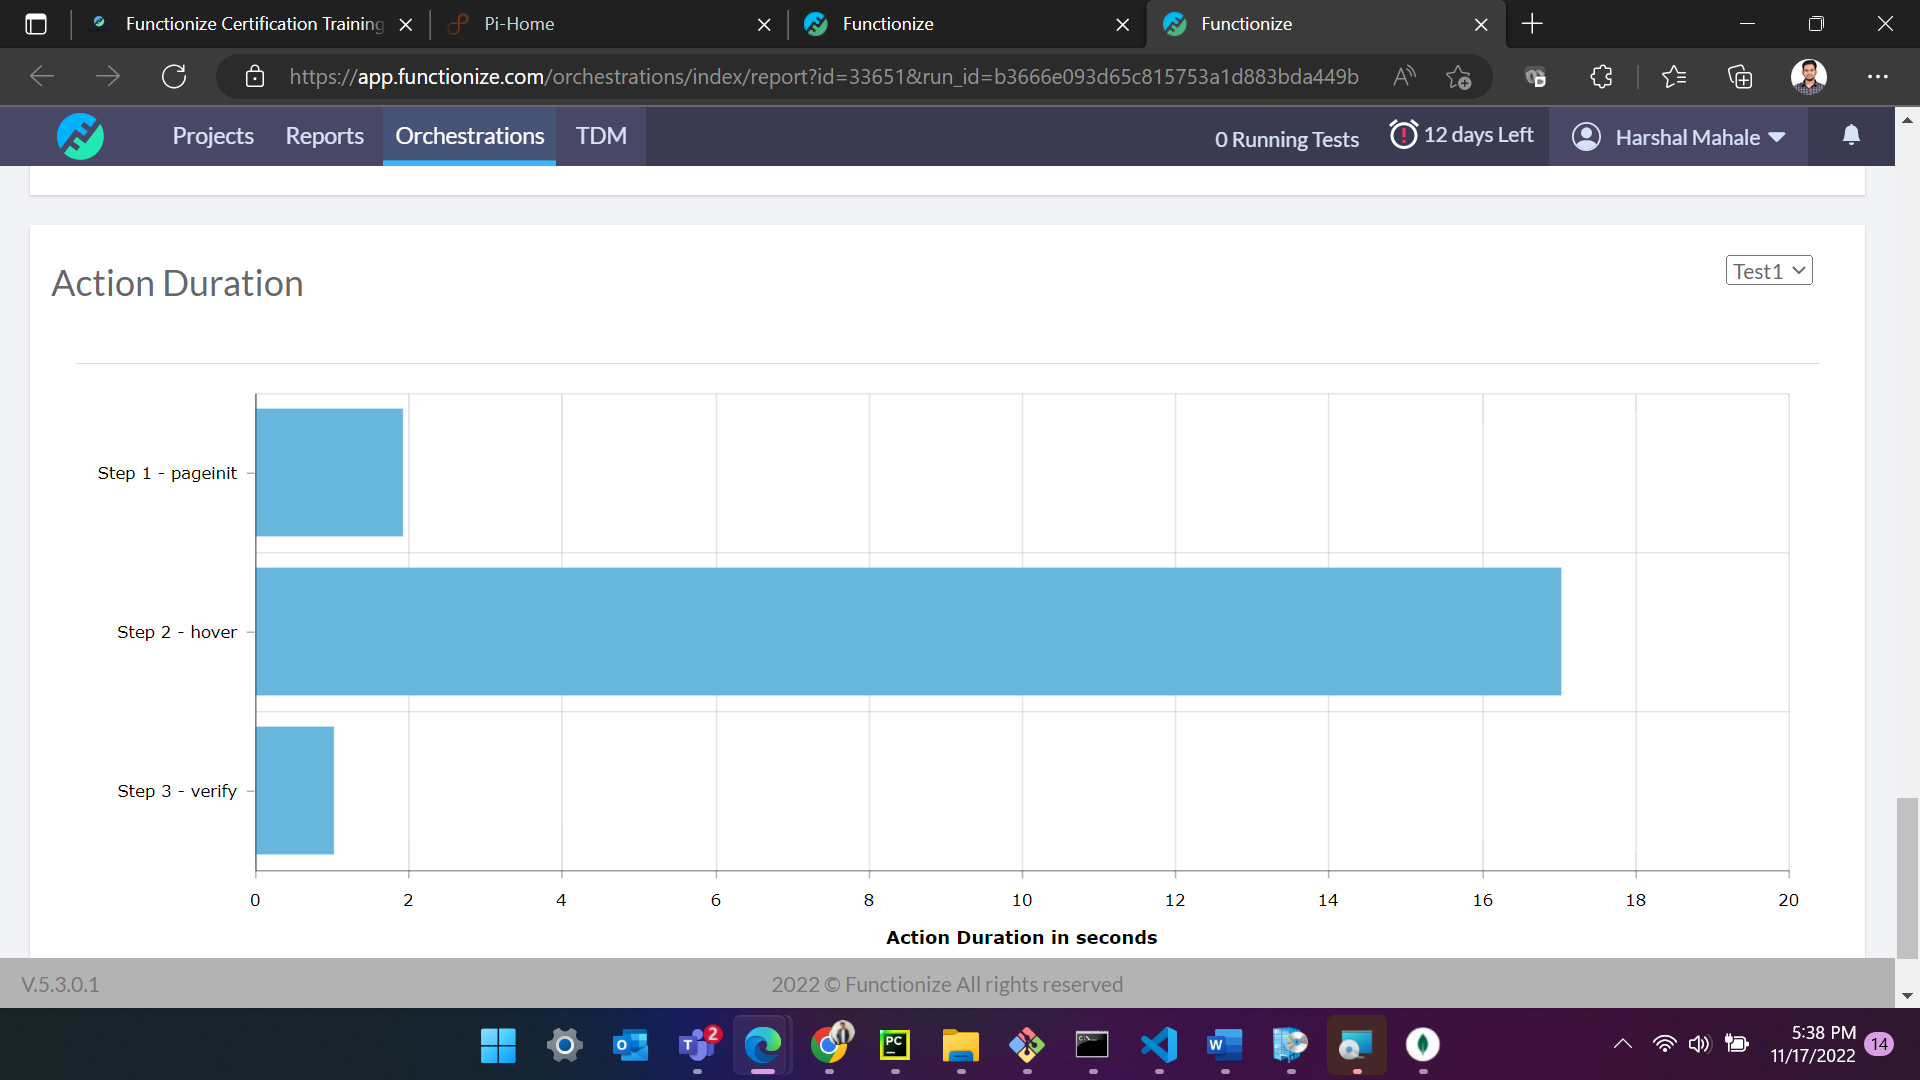 Functionize Certification Training
Pi-Home
Functionize
Functionize
https://app.functionize.com/orchestrations/index/report?id=33651&run_id=b3666e093d65c815753a1d883bda449b
Projects
Reports
Orchestrations
TDM
0 Running Tests
12 days Left
Harshal Mahale
Action Duration
Test1
Step 1 - pageinit
Step 2 - hover
Step 3 - verify
0 2 4 6 8 10 12 14 16 18 20
Action Duration in seconds
V.5.3.0.1
2022 © Functionize All rights reserved
2
PC
5:38 PM
11/17/2022
14